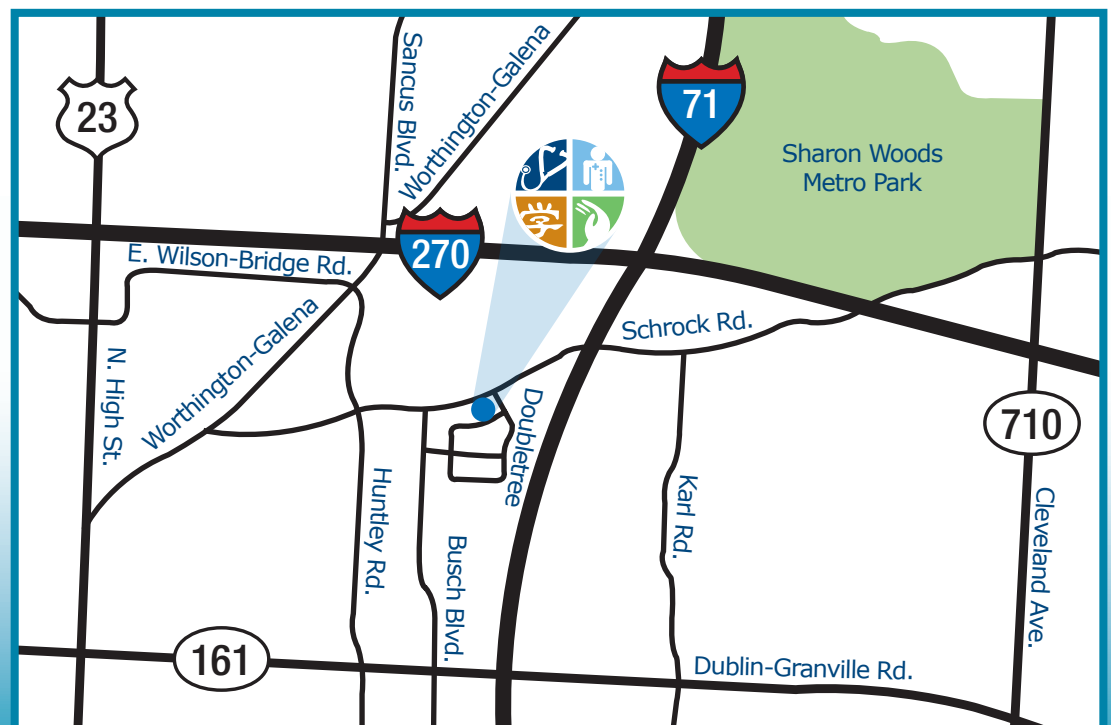 23
Sancus Blvd.
Worthington-Galena
71
Sharon Woods
Metro Park
E. Wilson-Bridge Rd.
270
Schrock Rd.
N. High St.
Worthington-Galena
Doubletree
710
Huntley Rd.
Busch Blvd.
Karl Rd.
Cleveland Ave.
161
Dublin-Granville Rd.